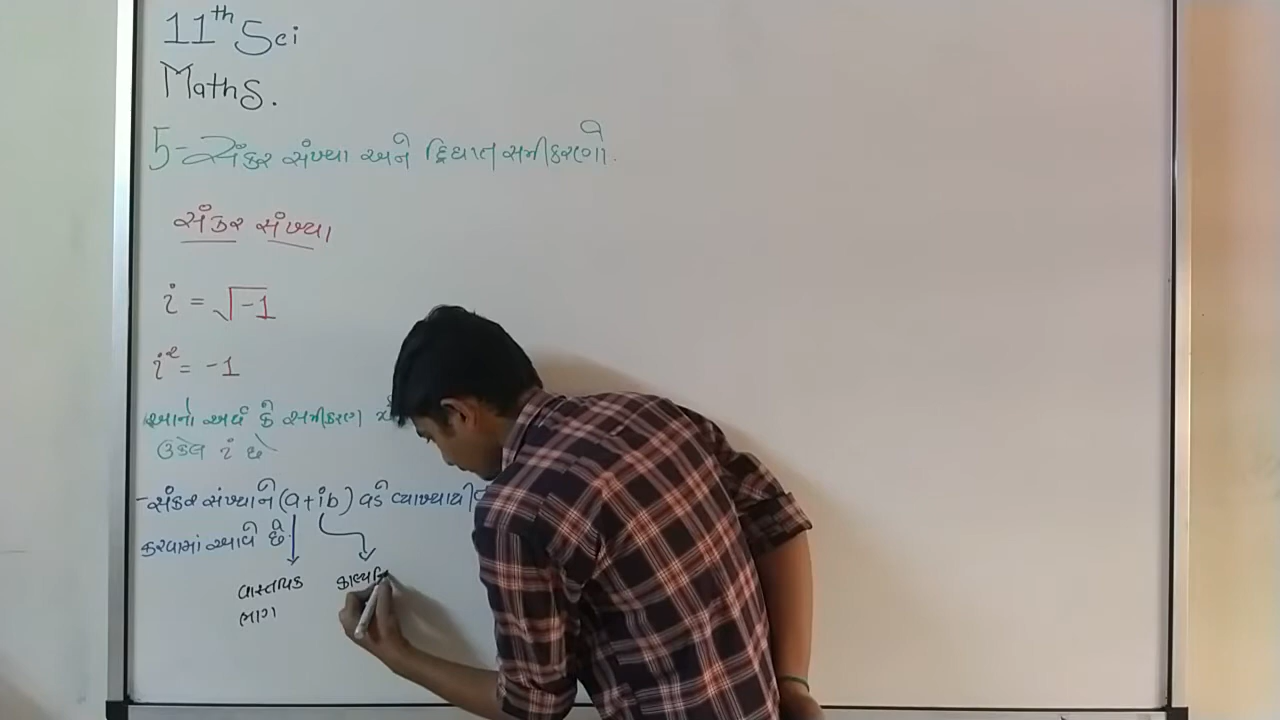 11th Sci
Maths.
5-સંકર સંખ્યા અને દ્વિઘાત સમીકરણો.
સંકર સંખ્યા
i = √-1
i² = -1
આનો અર્થ કે સમીકરણ
ઉકેલ i છે
-સંકર સંખ્યાને (a+ib) વડે વ્યાખ્યાયીત
કરવામાં આવે છે.
વાસ્તવિક
ભાગ
કાલ્પનિ